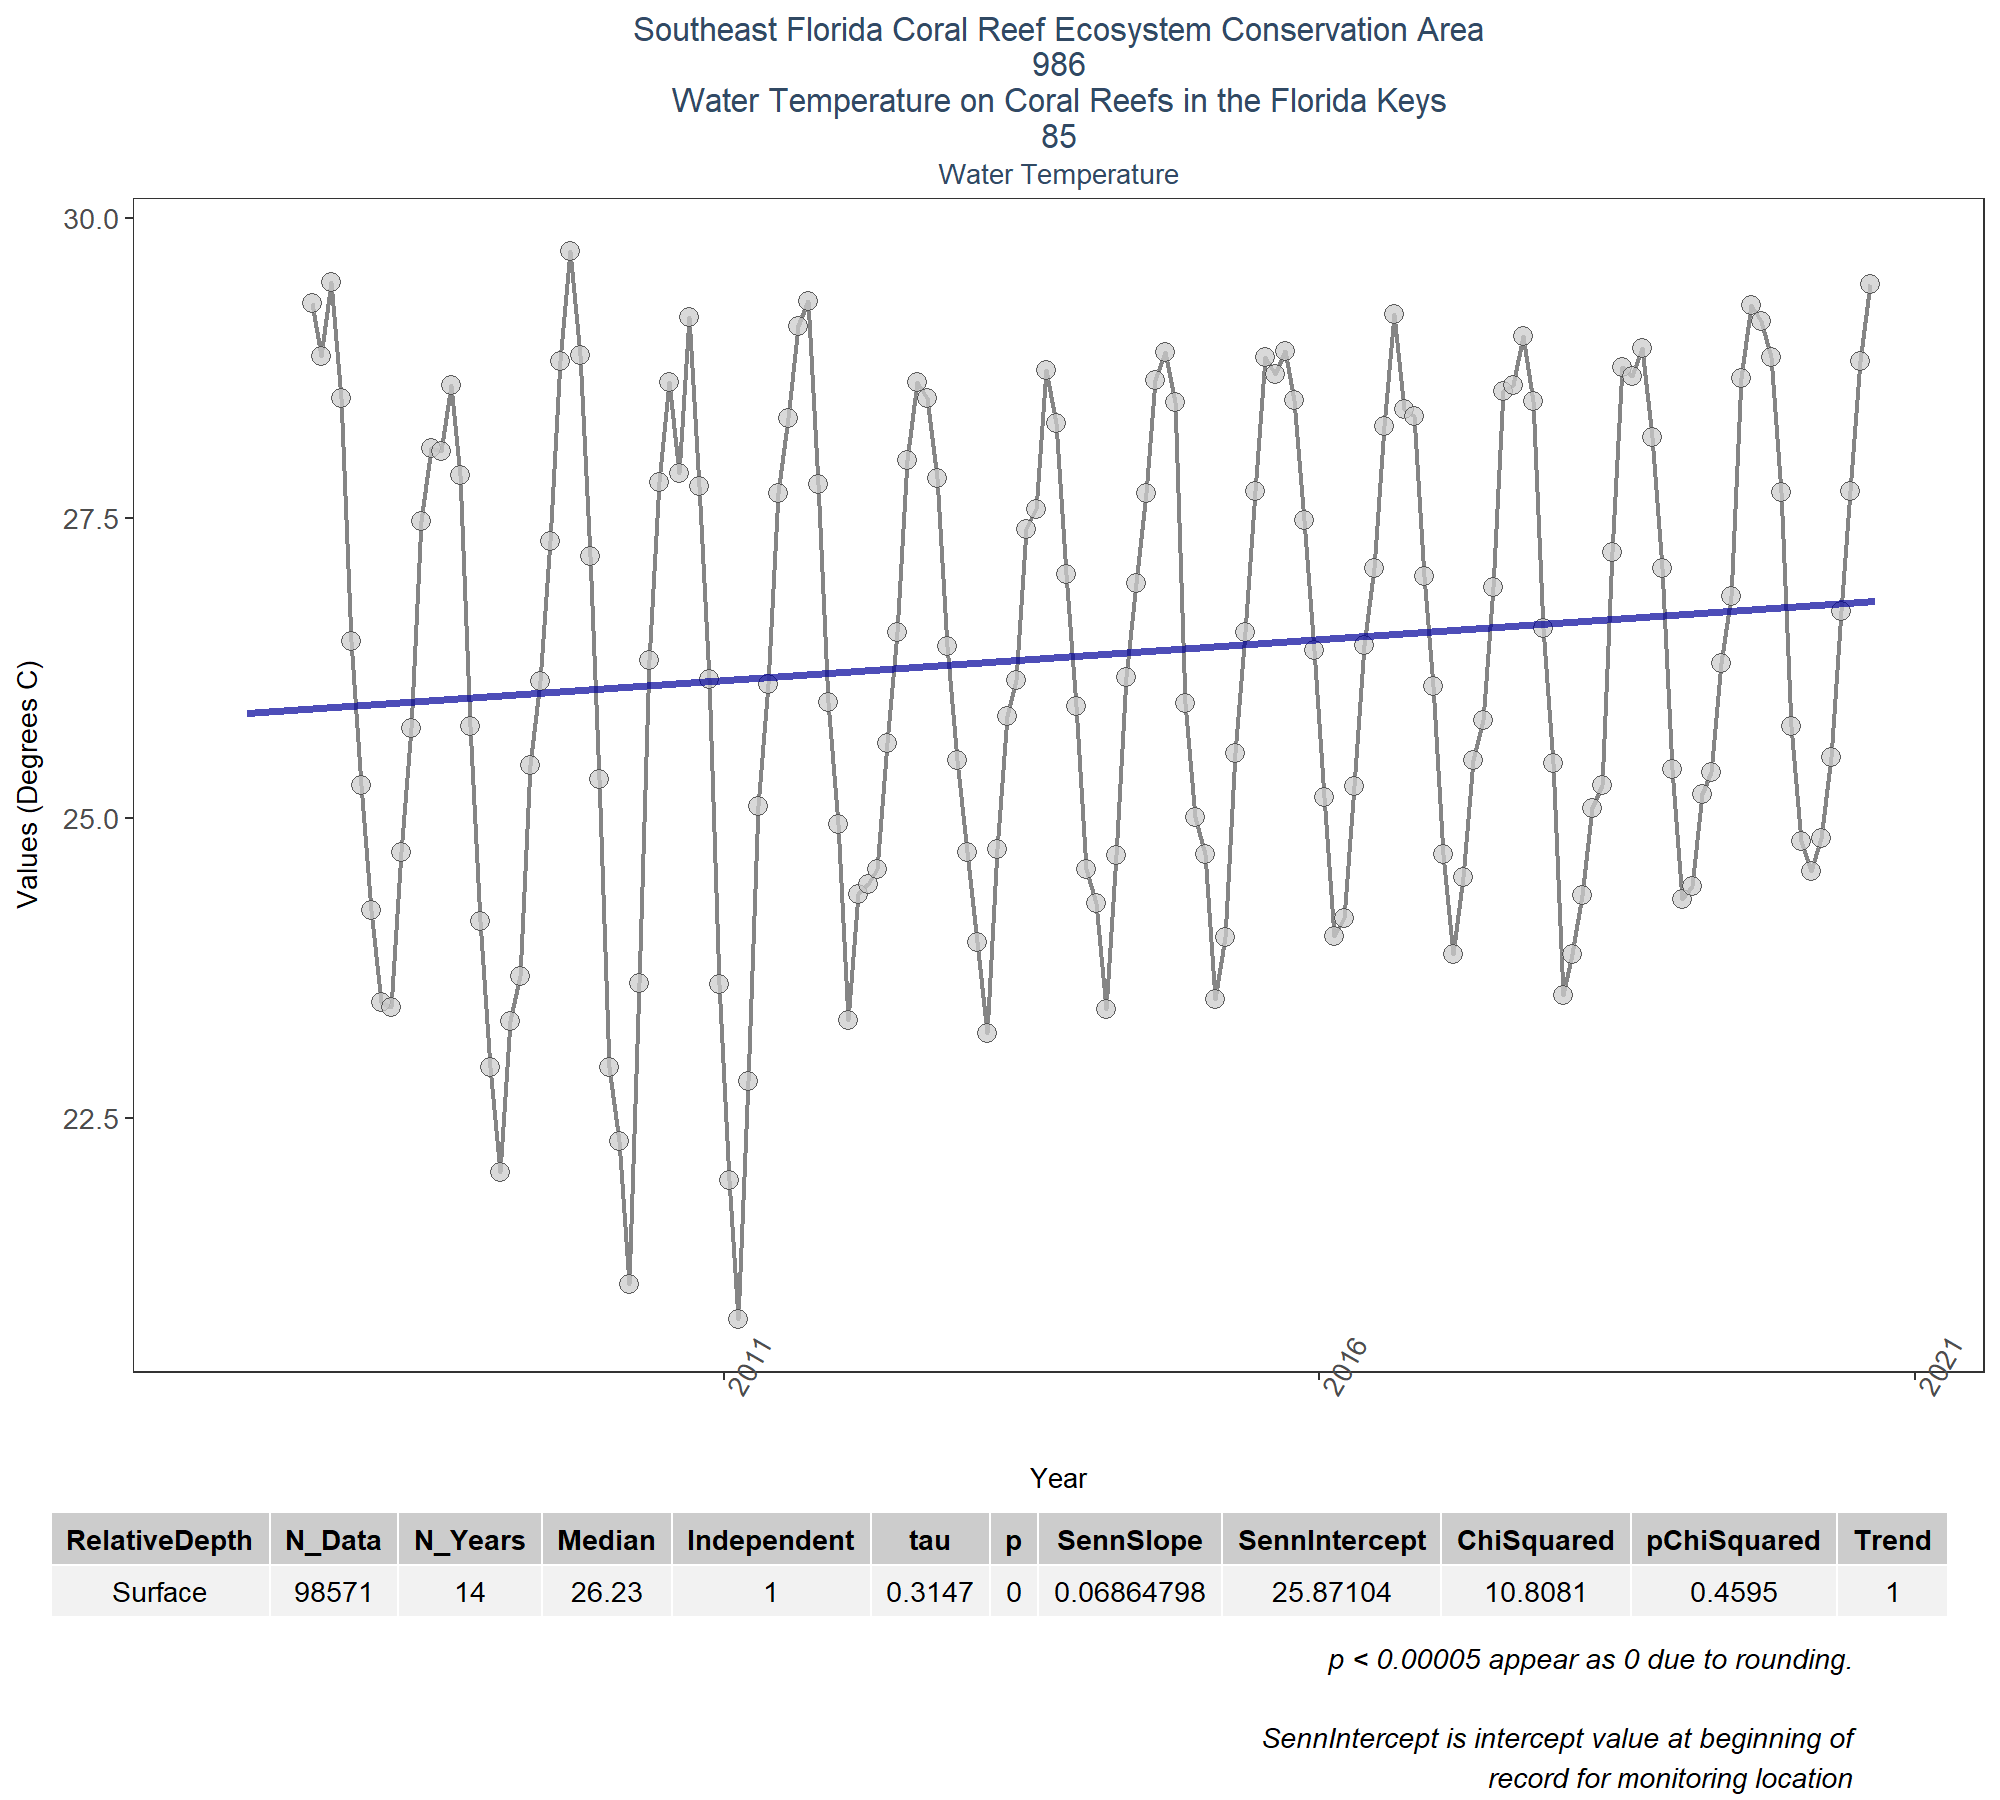 Southeast Florida Coral Reef Ecosystem Conservation Area
986
Water Temperature on Coral Reefs in the Florida Keys
85
Water Temperature
30.0
27.5
25.0
22.5
Values (Degrees C)
2011 2016 2021
Year
RelativeDepth N_Data N_Years Median Independent tau p SennSlope SennIntercept ChiSquared pChiSquared Trend
Surface 98571 14 26.23 1 0.3147 0 0.06864798 25.87104 10.8081 0.4595 1
p < 0.00005 appear as 0 due to rounding.
SennIntercept is intercept value at beginning of
record for monitoring location